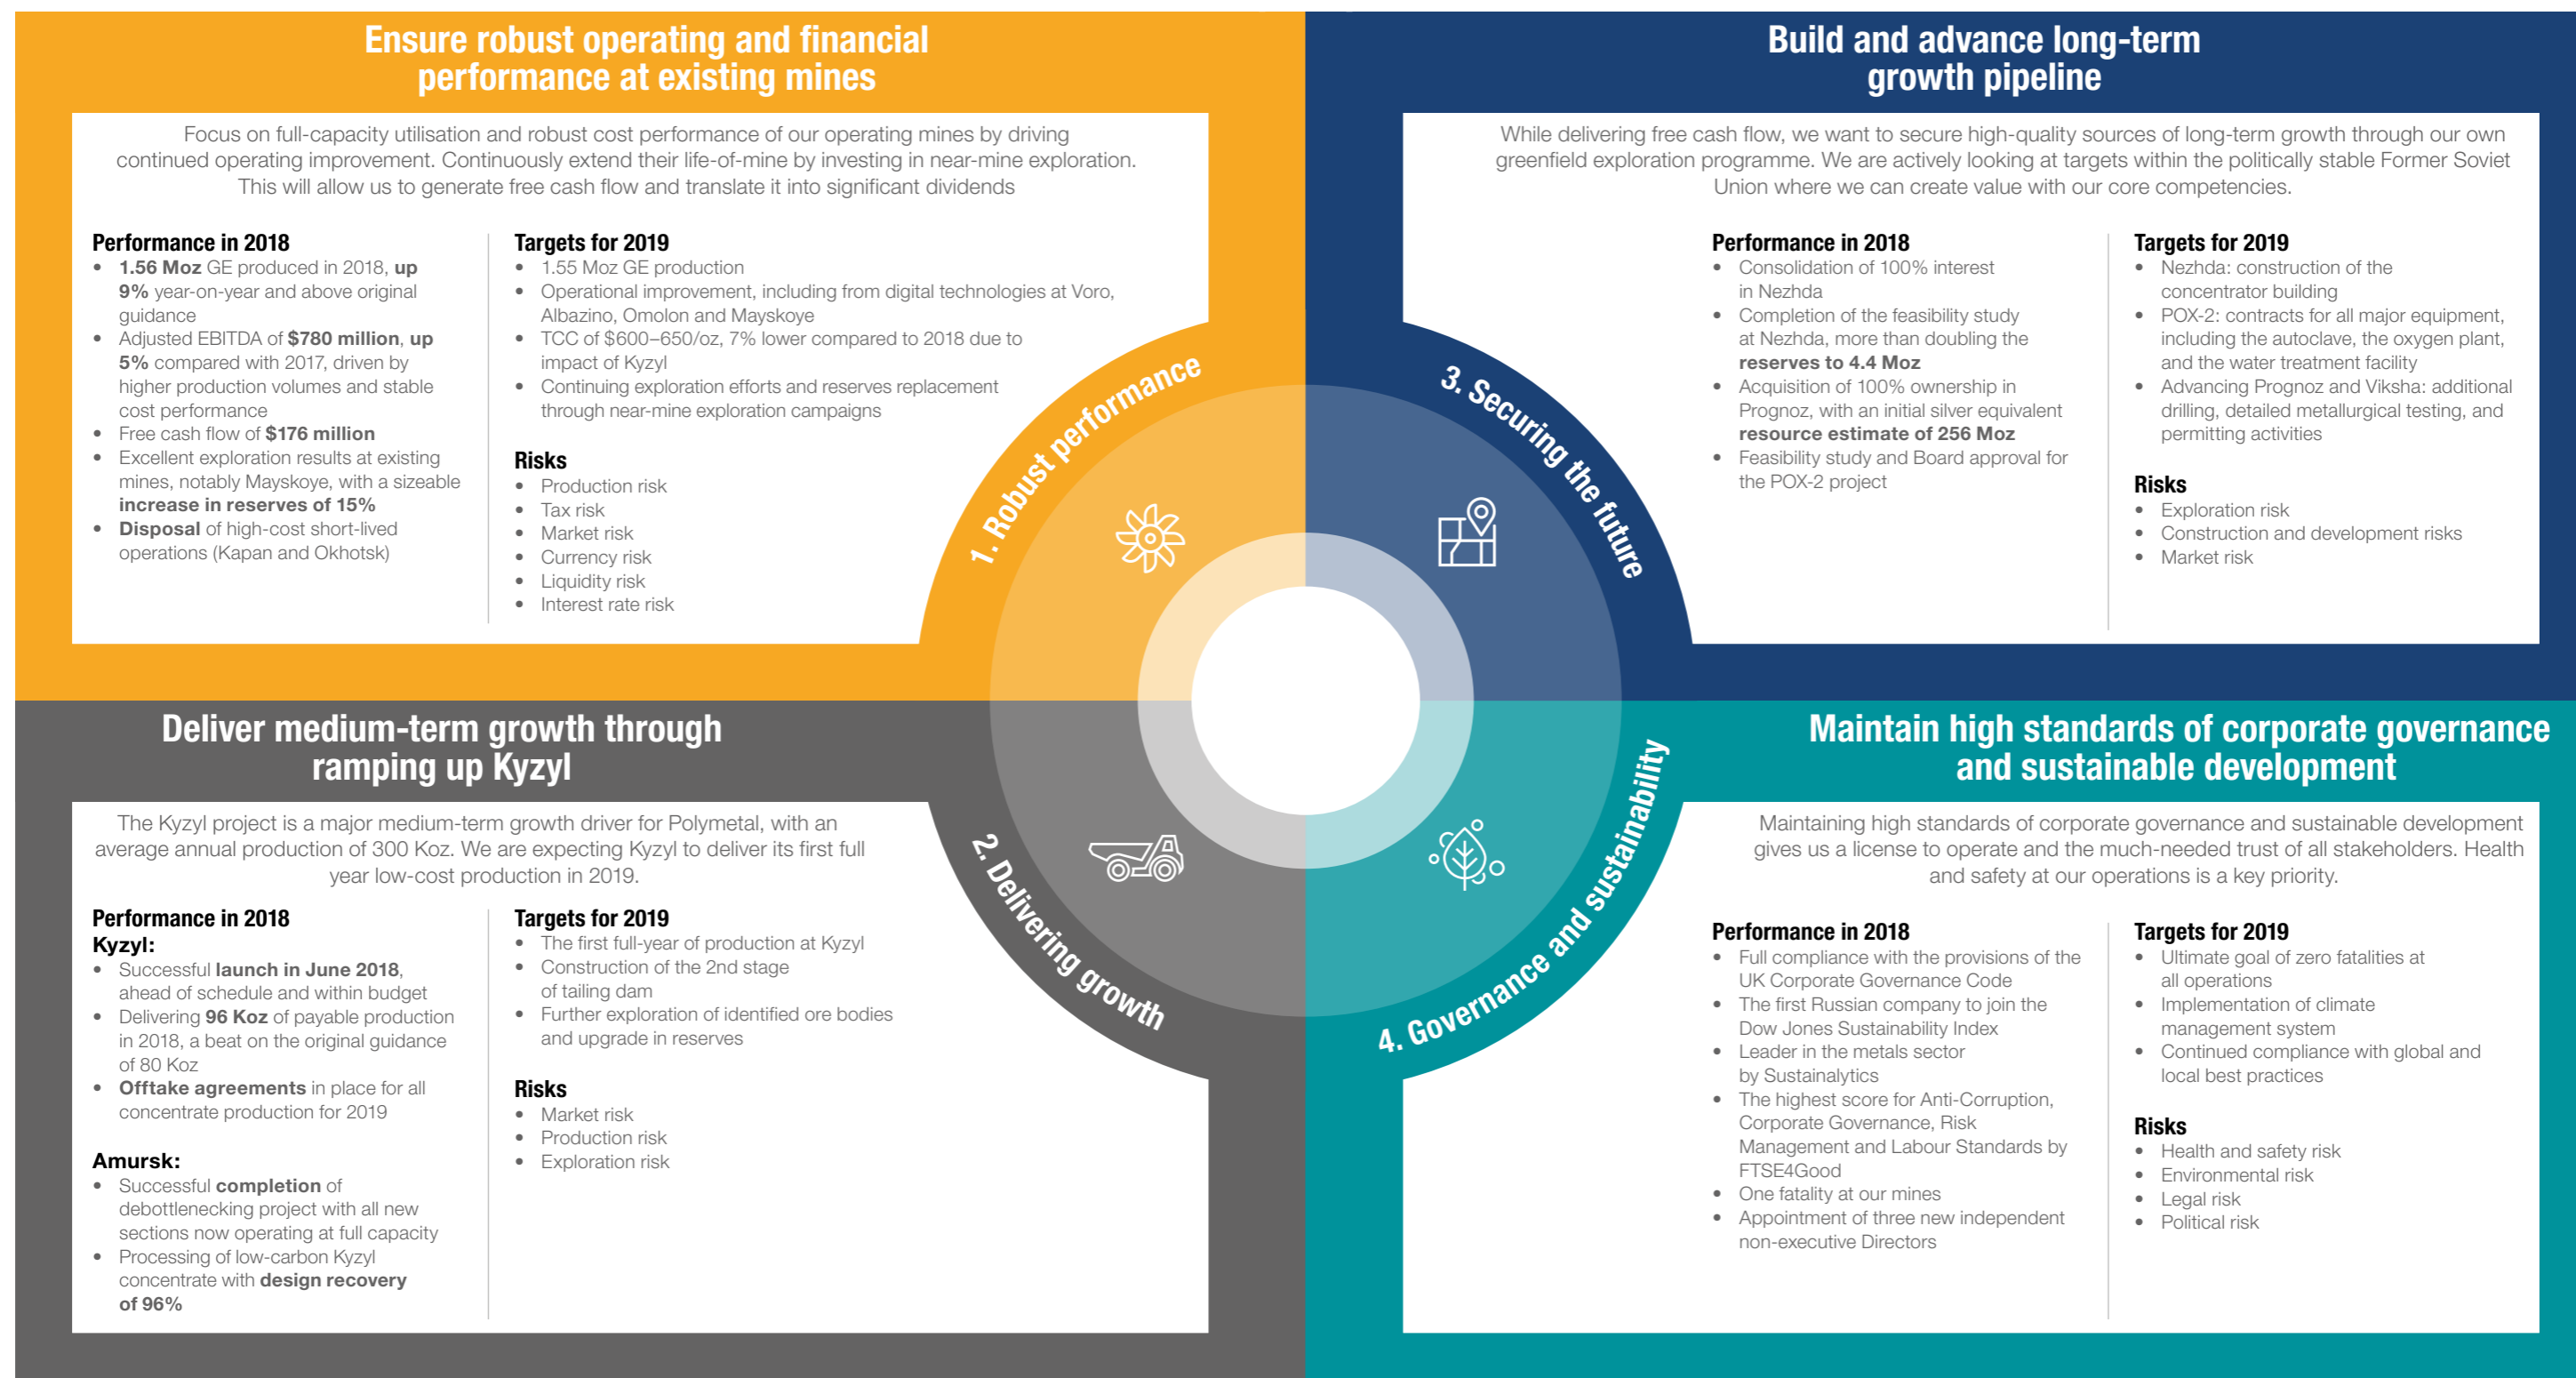 Ensure robust operating and financial
performance at existing mines
Focus on full-capacity utilisation and robust cost performance of our operating mines by driving
continued operating improvement. Continuously extend their life-of-mine by investing in near-mine exploration.
This will allow us to generate free cash flow and translate it into significant dividends
Performance in 2018
• 1.56 Moz GE produced in 2018, up
9% year-on-year and above original
guidance
• Adjusted EBITDA of $780 million, up
5% compared with 2017, driven by
higher production volumes and stable
cost performance
• Free cash flow of $176 million
• Excellent exploration results at existing
mines, notably Mayskoye, with a sizeable
increase in reserves of 15%
• Disposal of high-cost short-lived
operations (Kapan and Okhotsk)
Targets for 2019
• 1.55 Moz GE production
• Operational improvement, including from digital technologies at Voro,
Albazino, Omolon and Mayskoye
• TCC of $600–650/oz, 7% lower compared to 2018 due to
impact of Kyzyl
• Continuing exploration efforts and reserves replacement
through near-mine exploration campaigns
Risks
• Production risk
• Tax risk
• Market risk
• Currency risk
• Liquidity risk
• Interest rate risk
1. Robust performance
Deliver medium-term growth through
ramping up Kyzyl
The Kyzyl project is a major medium-term growth driver for Polymetal, with an
average annual production of 300 Koz. We are expecting Kyzyl to deliver its first full
year low-cost production in 2019.
Performance in 2018
Kyzyl:
• Successful launch in June 2018,
ahead of schedule and within budget
• Delivering 96 Koz of payable production
in 2018, a beat on the original guidance
of 80 Koz
• Offtake agreements in place for all
concentrate production for 2019
Amursk:
• Successful completion of
debottlenecking project with all new
sections now operating at full capacity
• Processing of low-carbon Kyzyl
concentrate with design recovery
of 96%
Targets for 2019
• The first full-year of production at Kyzyl
• Construction of the 2nd stage
of tailing dam
• Further exploration of identified ore bodies
and upgrade in reserves
Risks
• Market risk
• Production risk
• Exploration risk
2. Delivering growth
Build and advance long-term
growth pipeline
While delivering free cash flow, we want to secure high-quality sources of long-term growth through our own
greenfield exploration programme. We are actively looking at targets within the politically stable Former Soviet
Union where we can create value with our core competencies.
Performance in 2018
• Consolidation of 100% interest
in Nezhda
• Completion of the feasibility study
at Nezhda, more than doubling the
reserves to 4.4 Moz
• Acquisition of 100% ownership in
Prognoz, with an initial silver equivalent
resource estimate of 256 Moz
• Feasibility study and Board approval for
the POX-2 project
Targets for 2019
• Nezhda: construction of the
concentrator building
• POX-2: contracts for all major equipment,
including the autoclave, the oxygen plant,
and the water treatment facility
• Advancing Prognoz and Viksha: additional
drilling, detailed metallurgical testing, and
permitting activities
Risks
• Exploration risk
• Construction and development risks
• Market risk
3. Securing the future
Maintain high standards of corporate governance
and sustainable development
Maintaining high standards of corporate governance and sustainable development
gives us a license to operate and the much-needed trust of all stakeholders. Health
and safety at our operations is a key priority.
Performance in 2018
• Full compliance with the provisions of the
UK Corporate Governance Code
• The first Russian company to join the
Dow Jones Sustainability Index
• Leader in the metals sector
by Sustainalytics
• The highest score for Anti-Corruption,
Corporate Governance, Risk
Management and Labour Standards by
FTSE4Good
• One fatality at our mines
• Appointment of three new independent
non-executive Directors
Targets for 2019
• Ultimate goal of zero fatalities at
all operations
• Implementation of climate
management system
• Continued compliance with global and
local best practices
Risks
• Health and safety risk
• Environmental risk
• Legal risk
• Political risk
4. Governance and sustainability